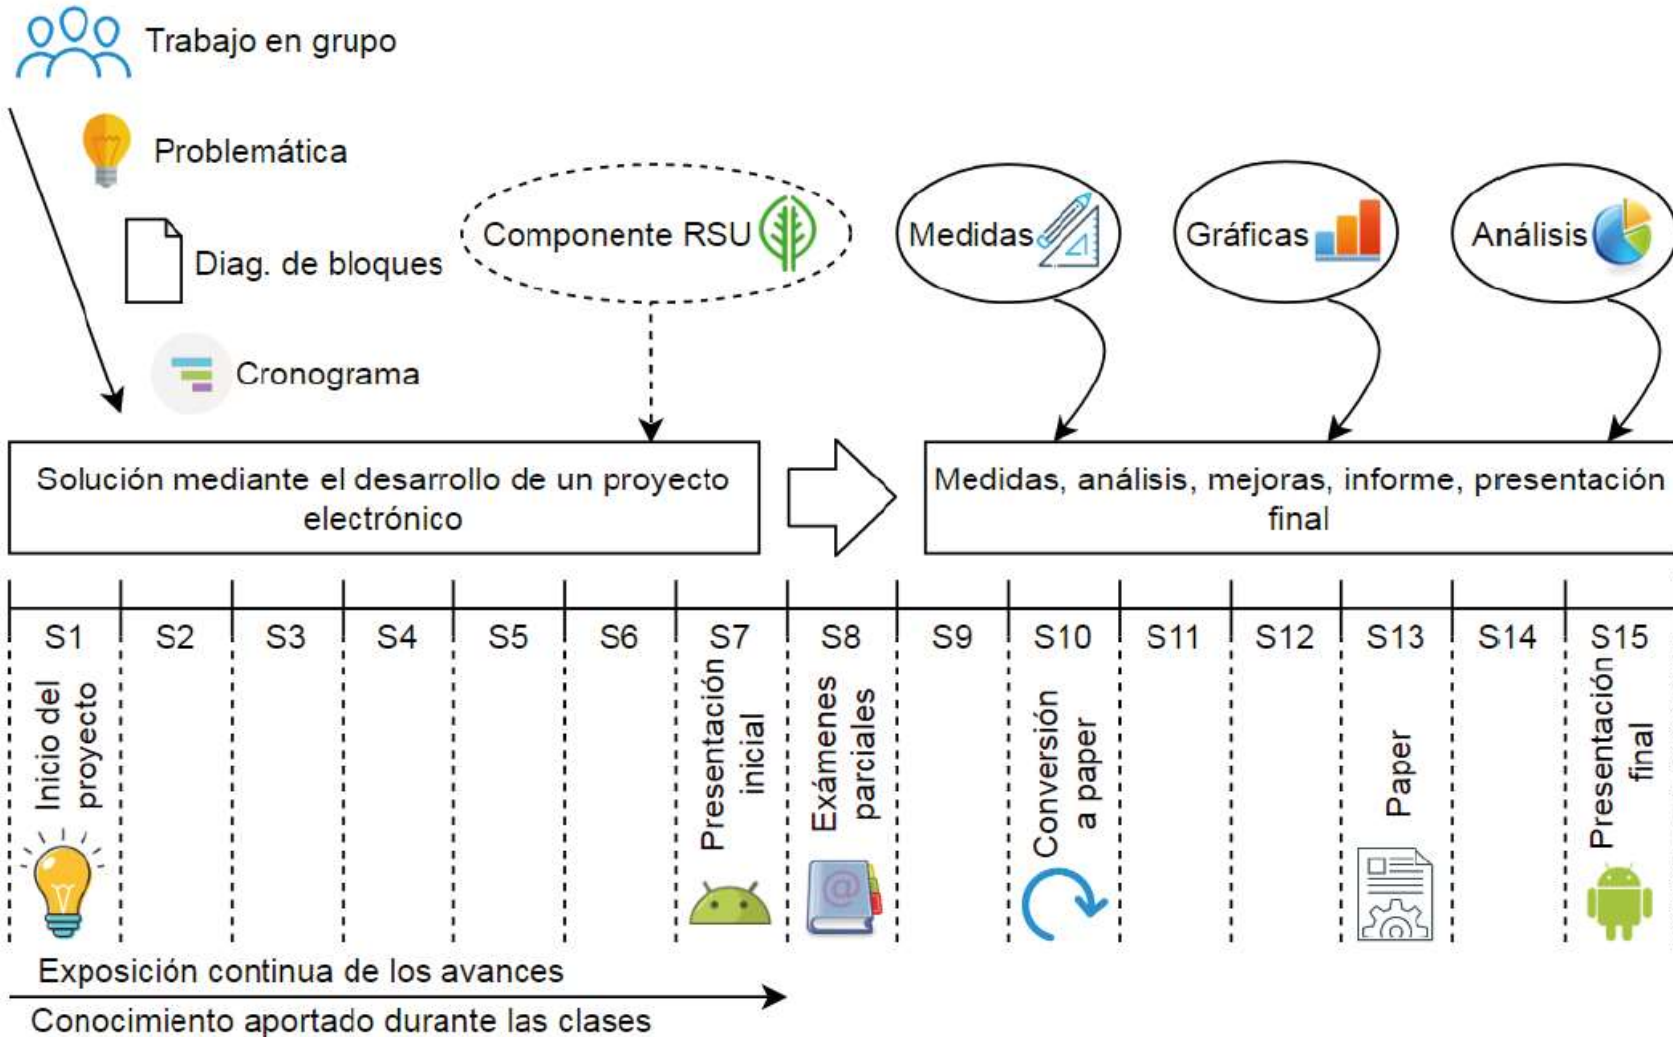 Trabajo en grupo
Problemática
Diag. de bloques
Cronograma
Componente RSU
Medidas
Gráficas
Análisis
Solución mediante el desarrollo de un proyecto
electrónico
Medidas, análisis, mejoras, informe, presentación
final
S1
S2
S3
S4
S5
S6
S7
S8
S9
S10
S11
S12
S13
S14
S15
Inicio del
proyecto
Presentación
inicial
Exámenes
parciales
Conversión
a paper
Paper
Presentación
final
@
Exposición continua de los avances
Conocimiento aportado durante las clases